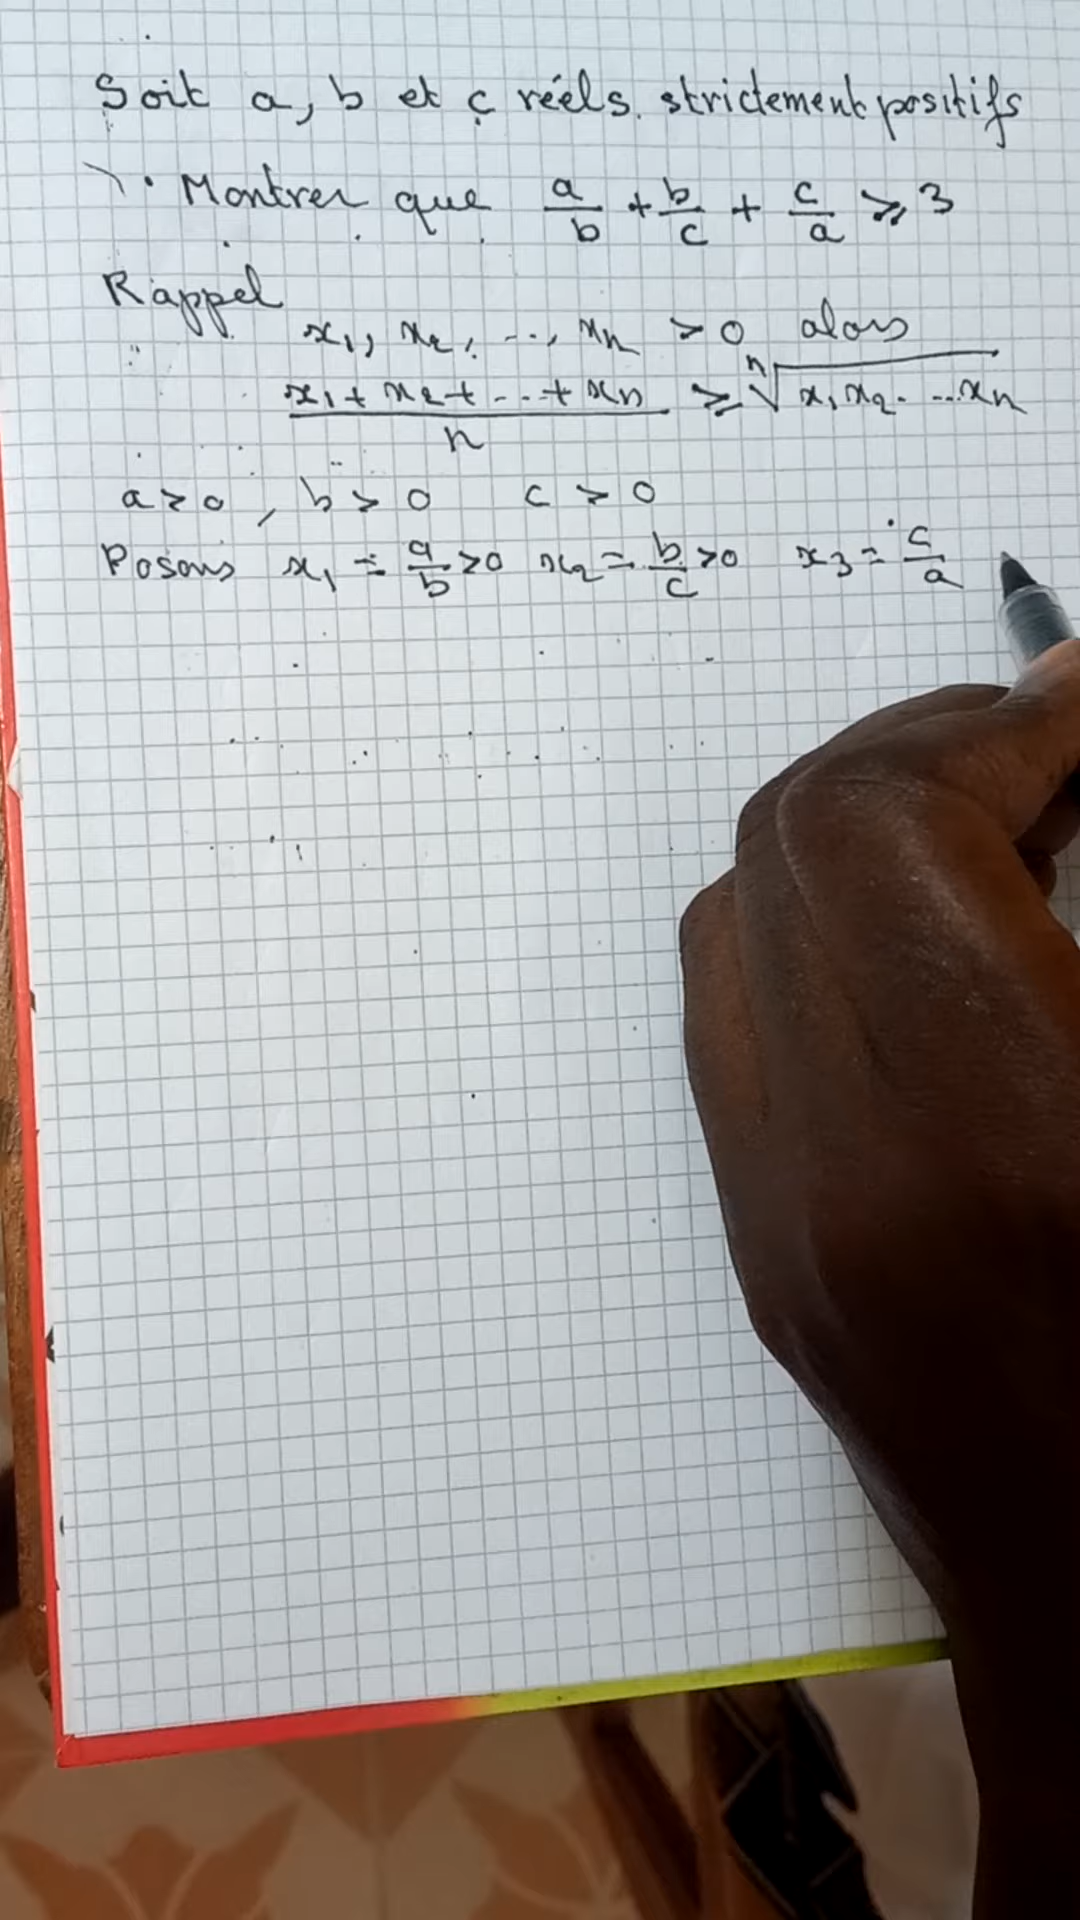 Soit a, b et c réels strictement positifs
Montrer que a/b + b/c + c/a ⩾ 3
Rappel
x₁, x₂, ..., xₙ > 0 alors
(x₁ + x₂ + ... + xₙ)/n ⩾ ⁿ√(x₁x₂...xₙ)
a > 0, b > 0 c > 0
Posons x₁ = a/b > 0 x₂ = b/c > 0 x₃ = c/a